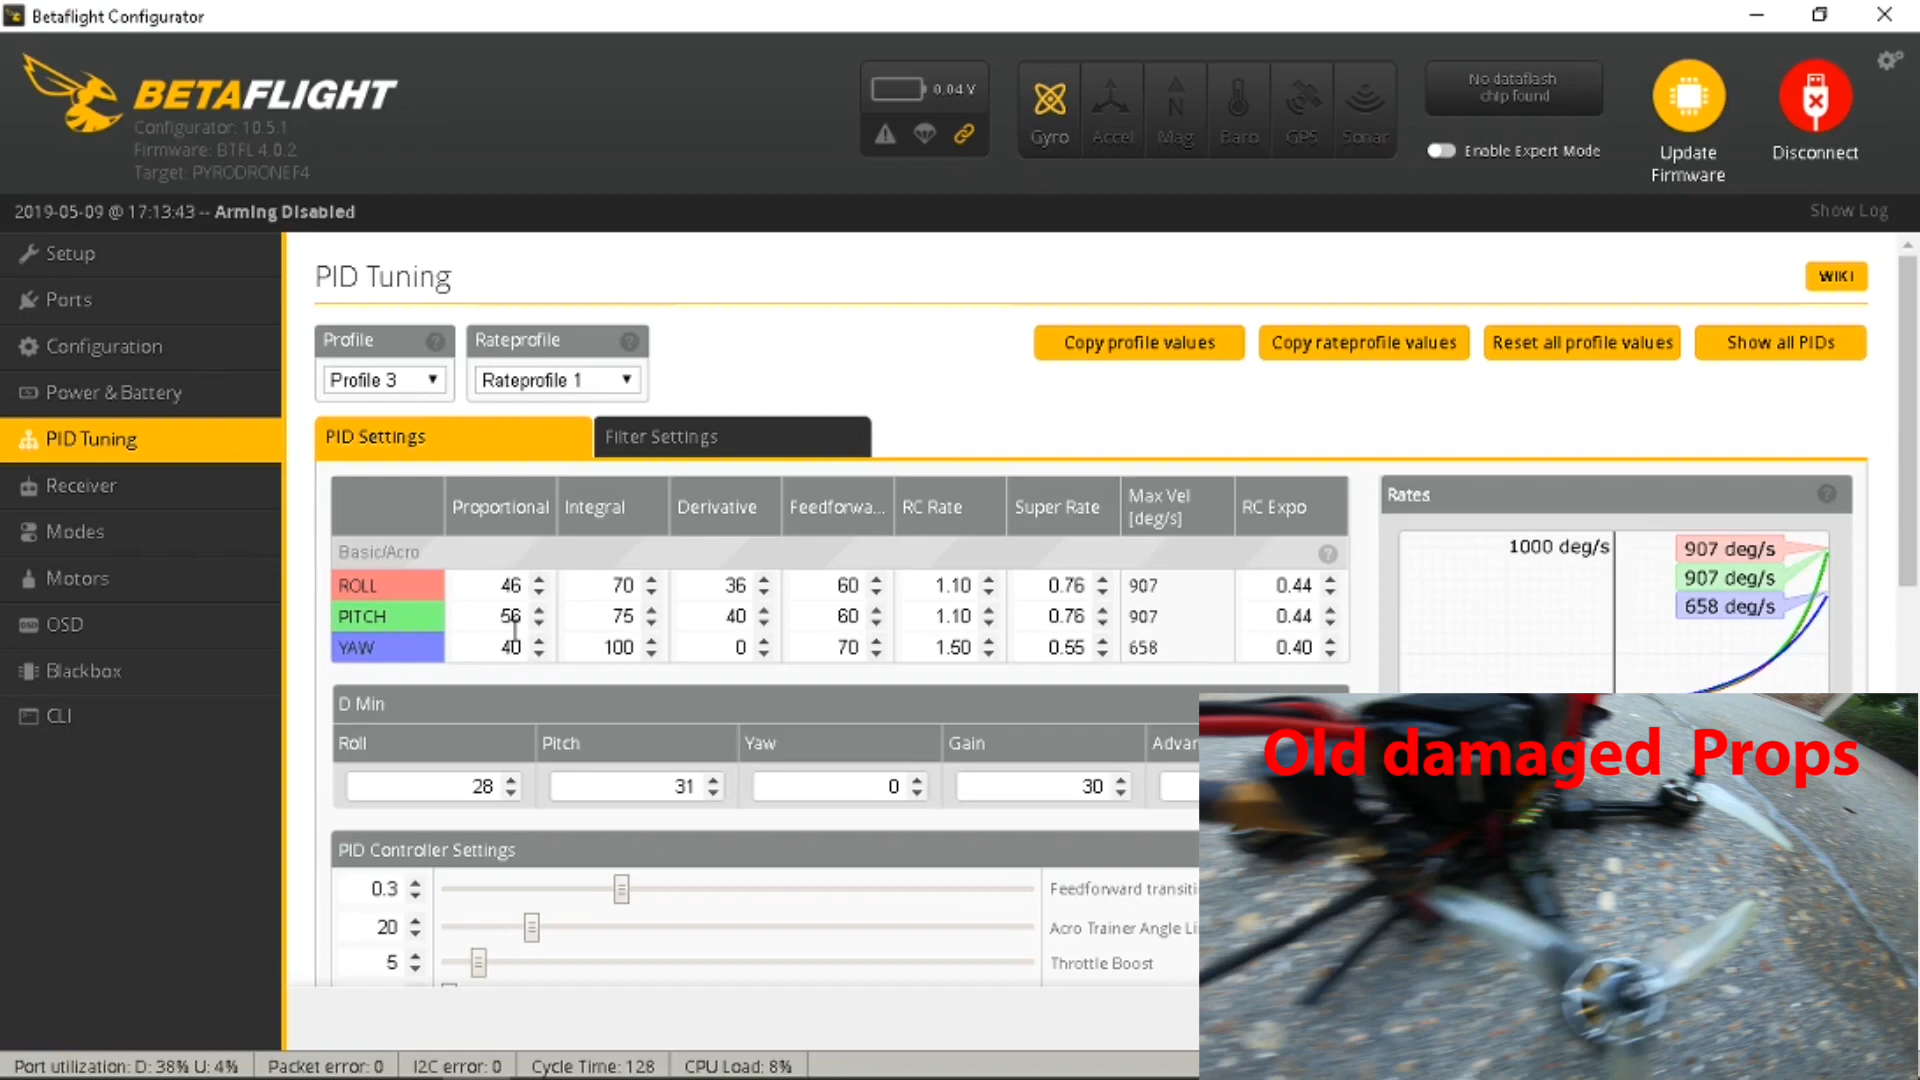 Betaflight Configurator
BETAFLIGHT
Configurator: 10.5.1
Firmware: BTFL 4.0.2
Target: PYRODRONEF4
0.04 V
Gyro
Accel
Mag
Baro
GPS
Sonar
No dataflash
chip found
Enable Expert Mode
Update
Firmware
Disconnect
2019-05-09 @ 17:13:43 -- Arming Disabled
Show Log
Setup
Ports
Configuration
Power & Battery
PID Tuning
Receiver
Modes
Motors
OSD
Blackbox
CLI
PID Tuning
WIKI
Profile
Rateprofile
Profile 3
Rateprofile 1
Copy profile values
Copy rateprofile values
Reset all profile values
Show all PIDs
PID Settings
Filter Settings
Proportional Integral Derivative Feedforwa... RC Rate Super Rate Max Vel [deg/s] RC Expo
Basic/Acro
ROLL 46 70 36 60 1.10 0.76 907 0.44
PITCH 56 75 40 60 1.10 0.76 907 0.44
YAW 40 100 0 70 1.50 0.55 658 0.40
Rates
1000 deg/s
907 deg/s
907 deg/s
658 deg/s
D Min
Roll Pitch Yaw Gain Advan
28 31 0 30
PID Controller Settings
0.3 Feedforward transiti
20 Acro Trainer Angle Li
5 Throttle Boost
Old damaged Props
Port utilization: D: 38% U: 4%
Packet error: 0
I2C error: 0
Cycle Time: 128
CPU Load: 8%